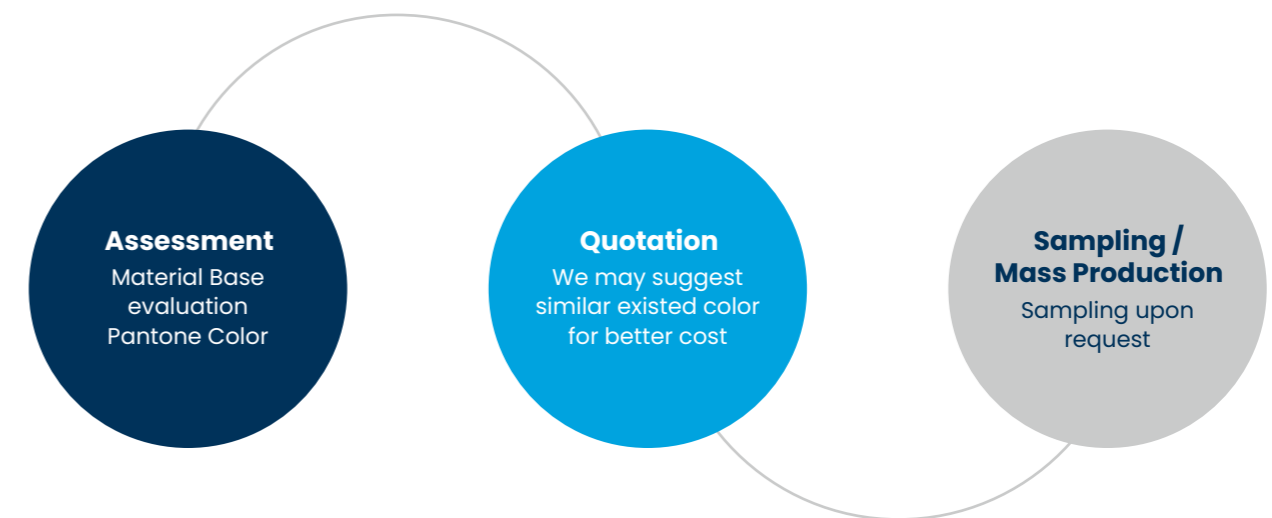 Assessment
Material Base
evaluation
Pantone Color
Quotation
We may suggest
similar existed color
for better cost
Sampling /
Mass Production
Sampling upon
request